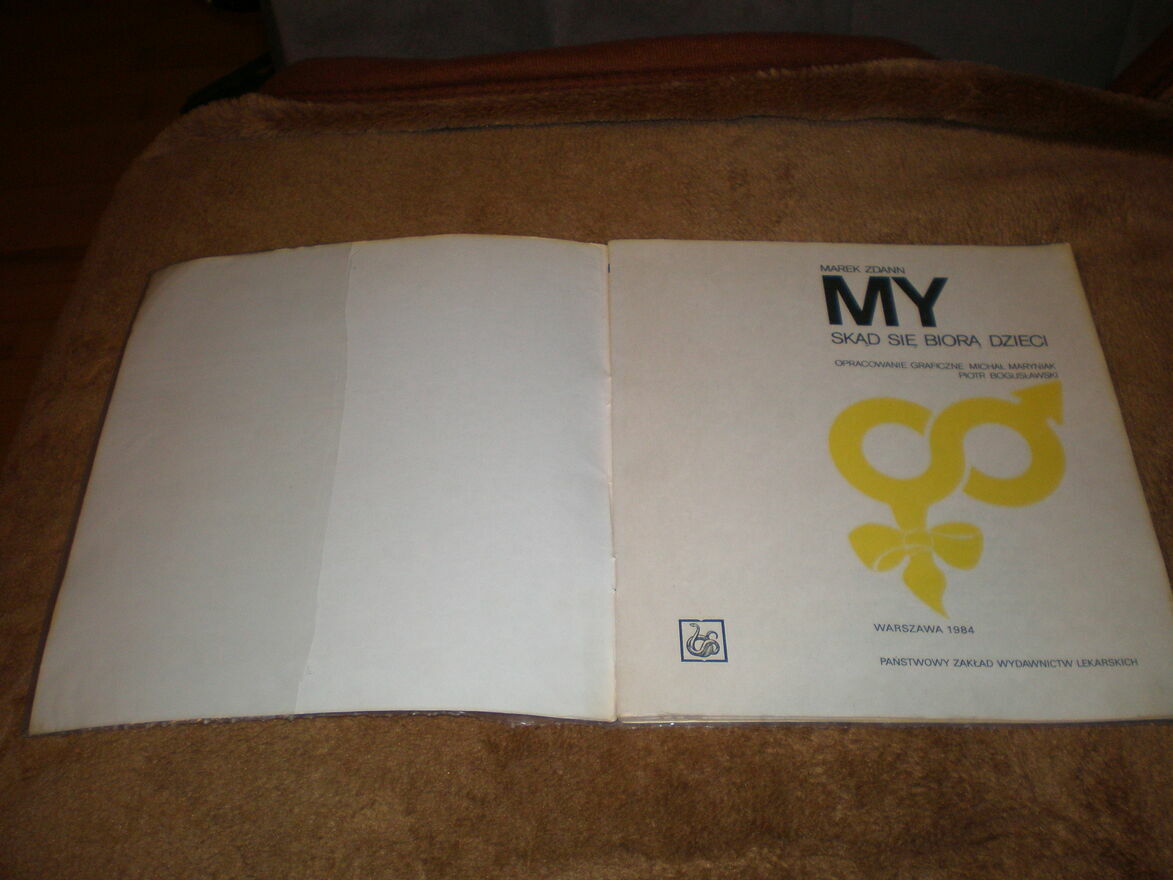 MAREK ZDANN
MY
SKĄD SIĘ BIORĄ DZIECI
OPRACOWANIE GRAFICZNE MICHAŁ MARYNIAK
PIOTR BOGUSŁAWSKI
WARSZAWA 1984
PAŃSTWOWY ZAKŁAD WYDAWNICTW LEKARSKICH